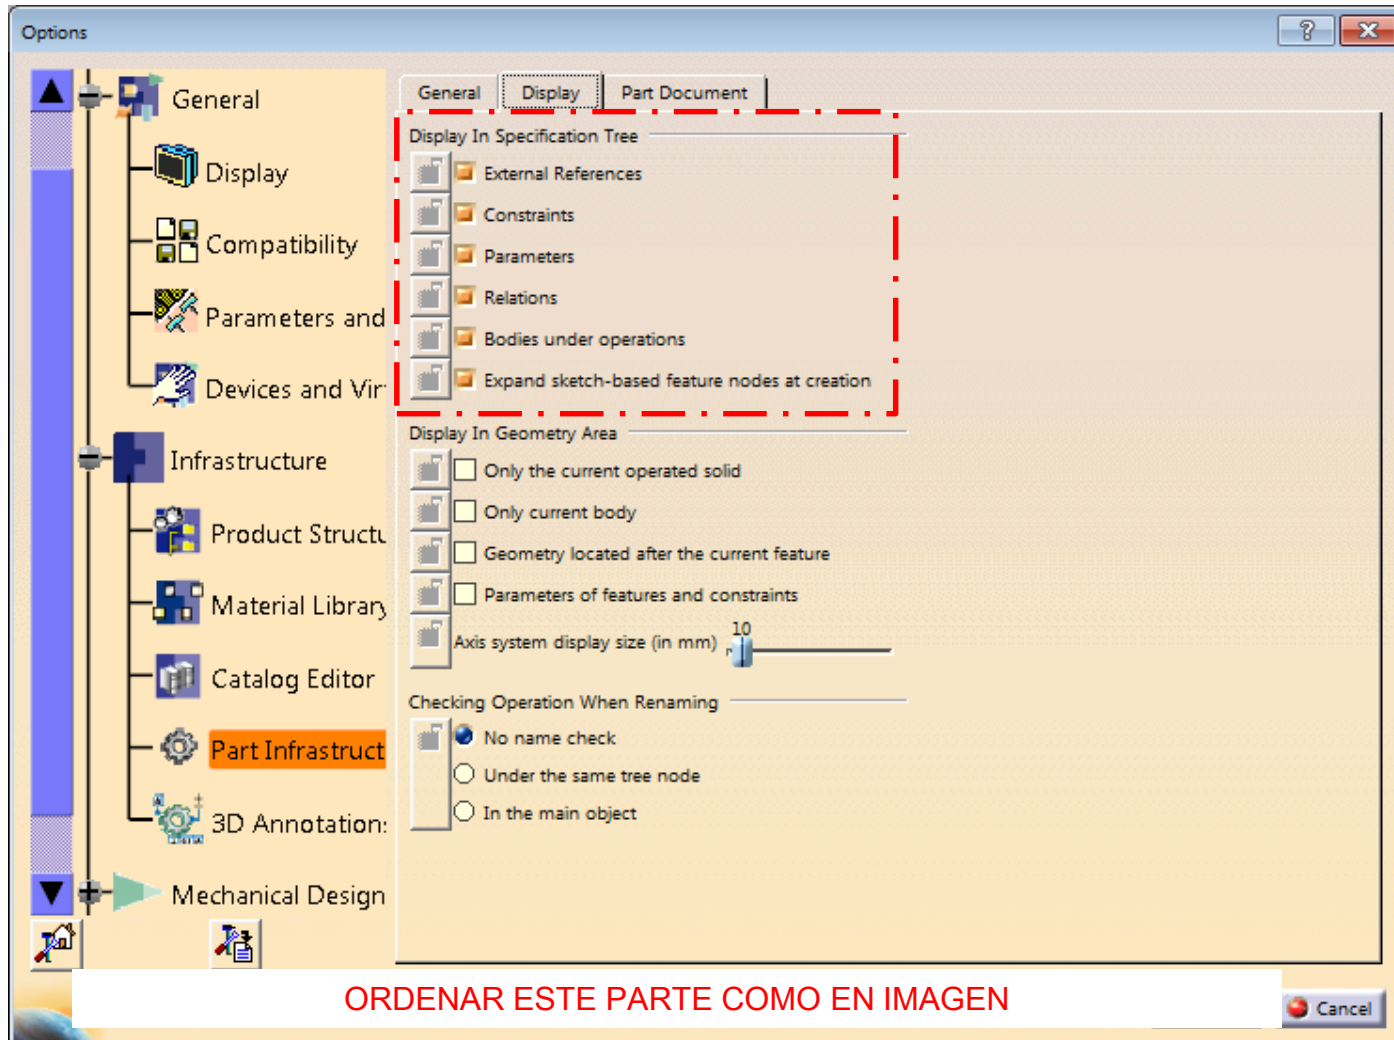 Options
General
Display
Compatibility
Parameters and
Devices and Vir
Infrastructure
Product Structu
Material Library
Catalog Editor
Part Infrastruct
3D Annotation
Mechanical Design
General Display Part Document
Display In Specification Tree
External References
Constraints
Parameters
Relations
Bodies under operations
Expand sketch-based feature nodes at creation
Display In Geometry Area
Only the current operated solid
Only current body
Geometry located after the current feature
Parameters of features and constraints
10
Axis system display size (in mm)
Checking Operation When Renaming
No name check
Under the same tree node
In the main object
ORDENAR ESTE PARTE COMO EN IMAGEN
Cancel